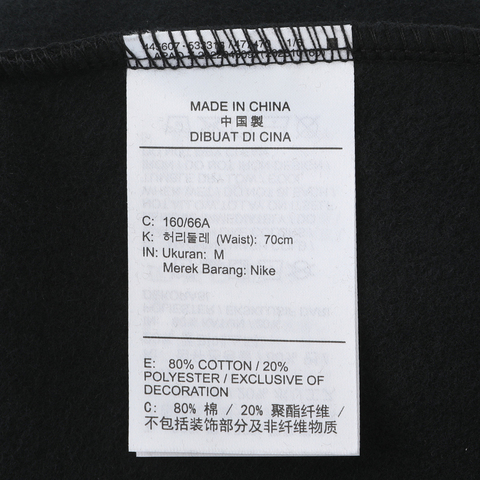 MADE IN CHINA
中国製
DIBUAT DI CINA
C: 160/66A
K: 허리둘레 (Waist): 70cm
IN: Ukuran: M
Merek Barang: Nike
E: 80% COTTON / 20%
POLYESTER / EXCLUSIVE OF
DECORATION
C: 80% 棉 / 20% 聚酯纤维 /
不包括装饰部分及非纤维物质